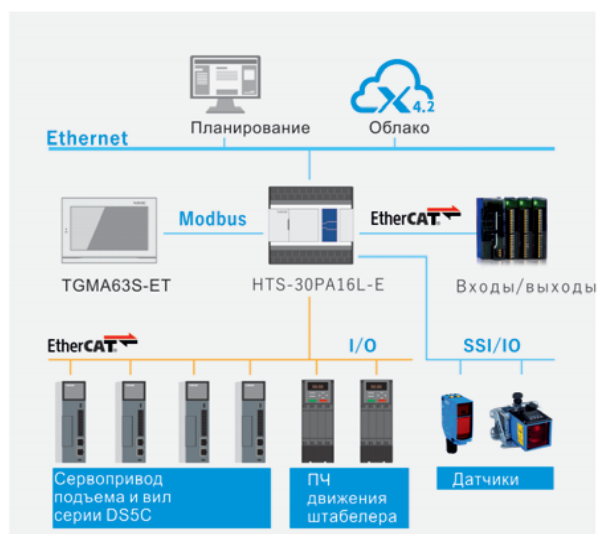 4.2
Планирование
Облако
Ethernet
Modbus
EtherCAT
TGMA63S-ET
HTS-30PA16L-E
Входы/выходы
EtherCAT
I/O
SSI/IO
Сервопривод
подъема и вил
серии DS5C
ПЧ
движения
штабелера
Датчики